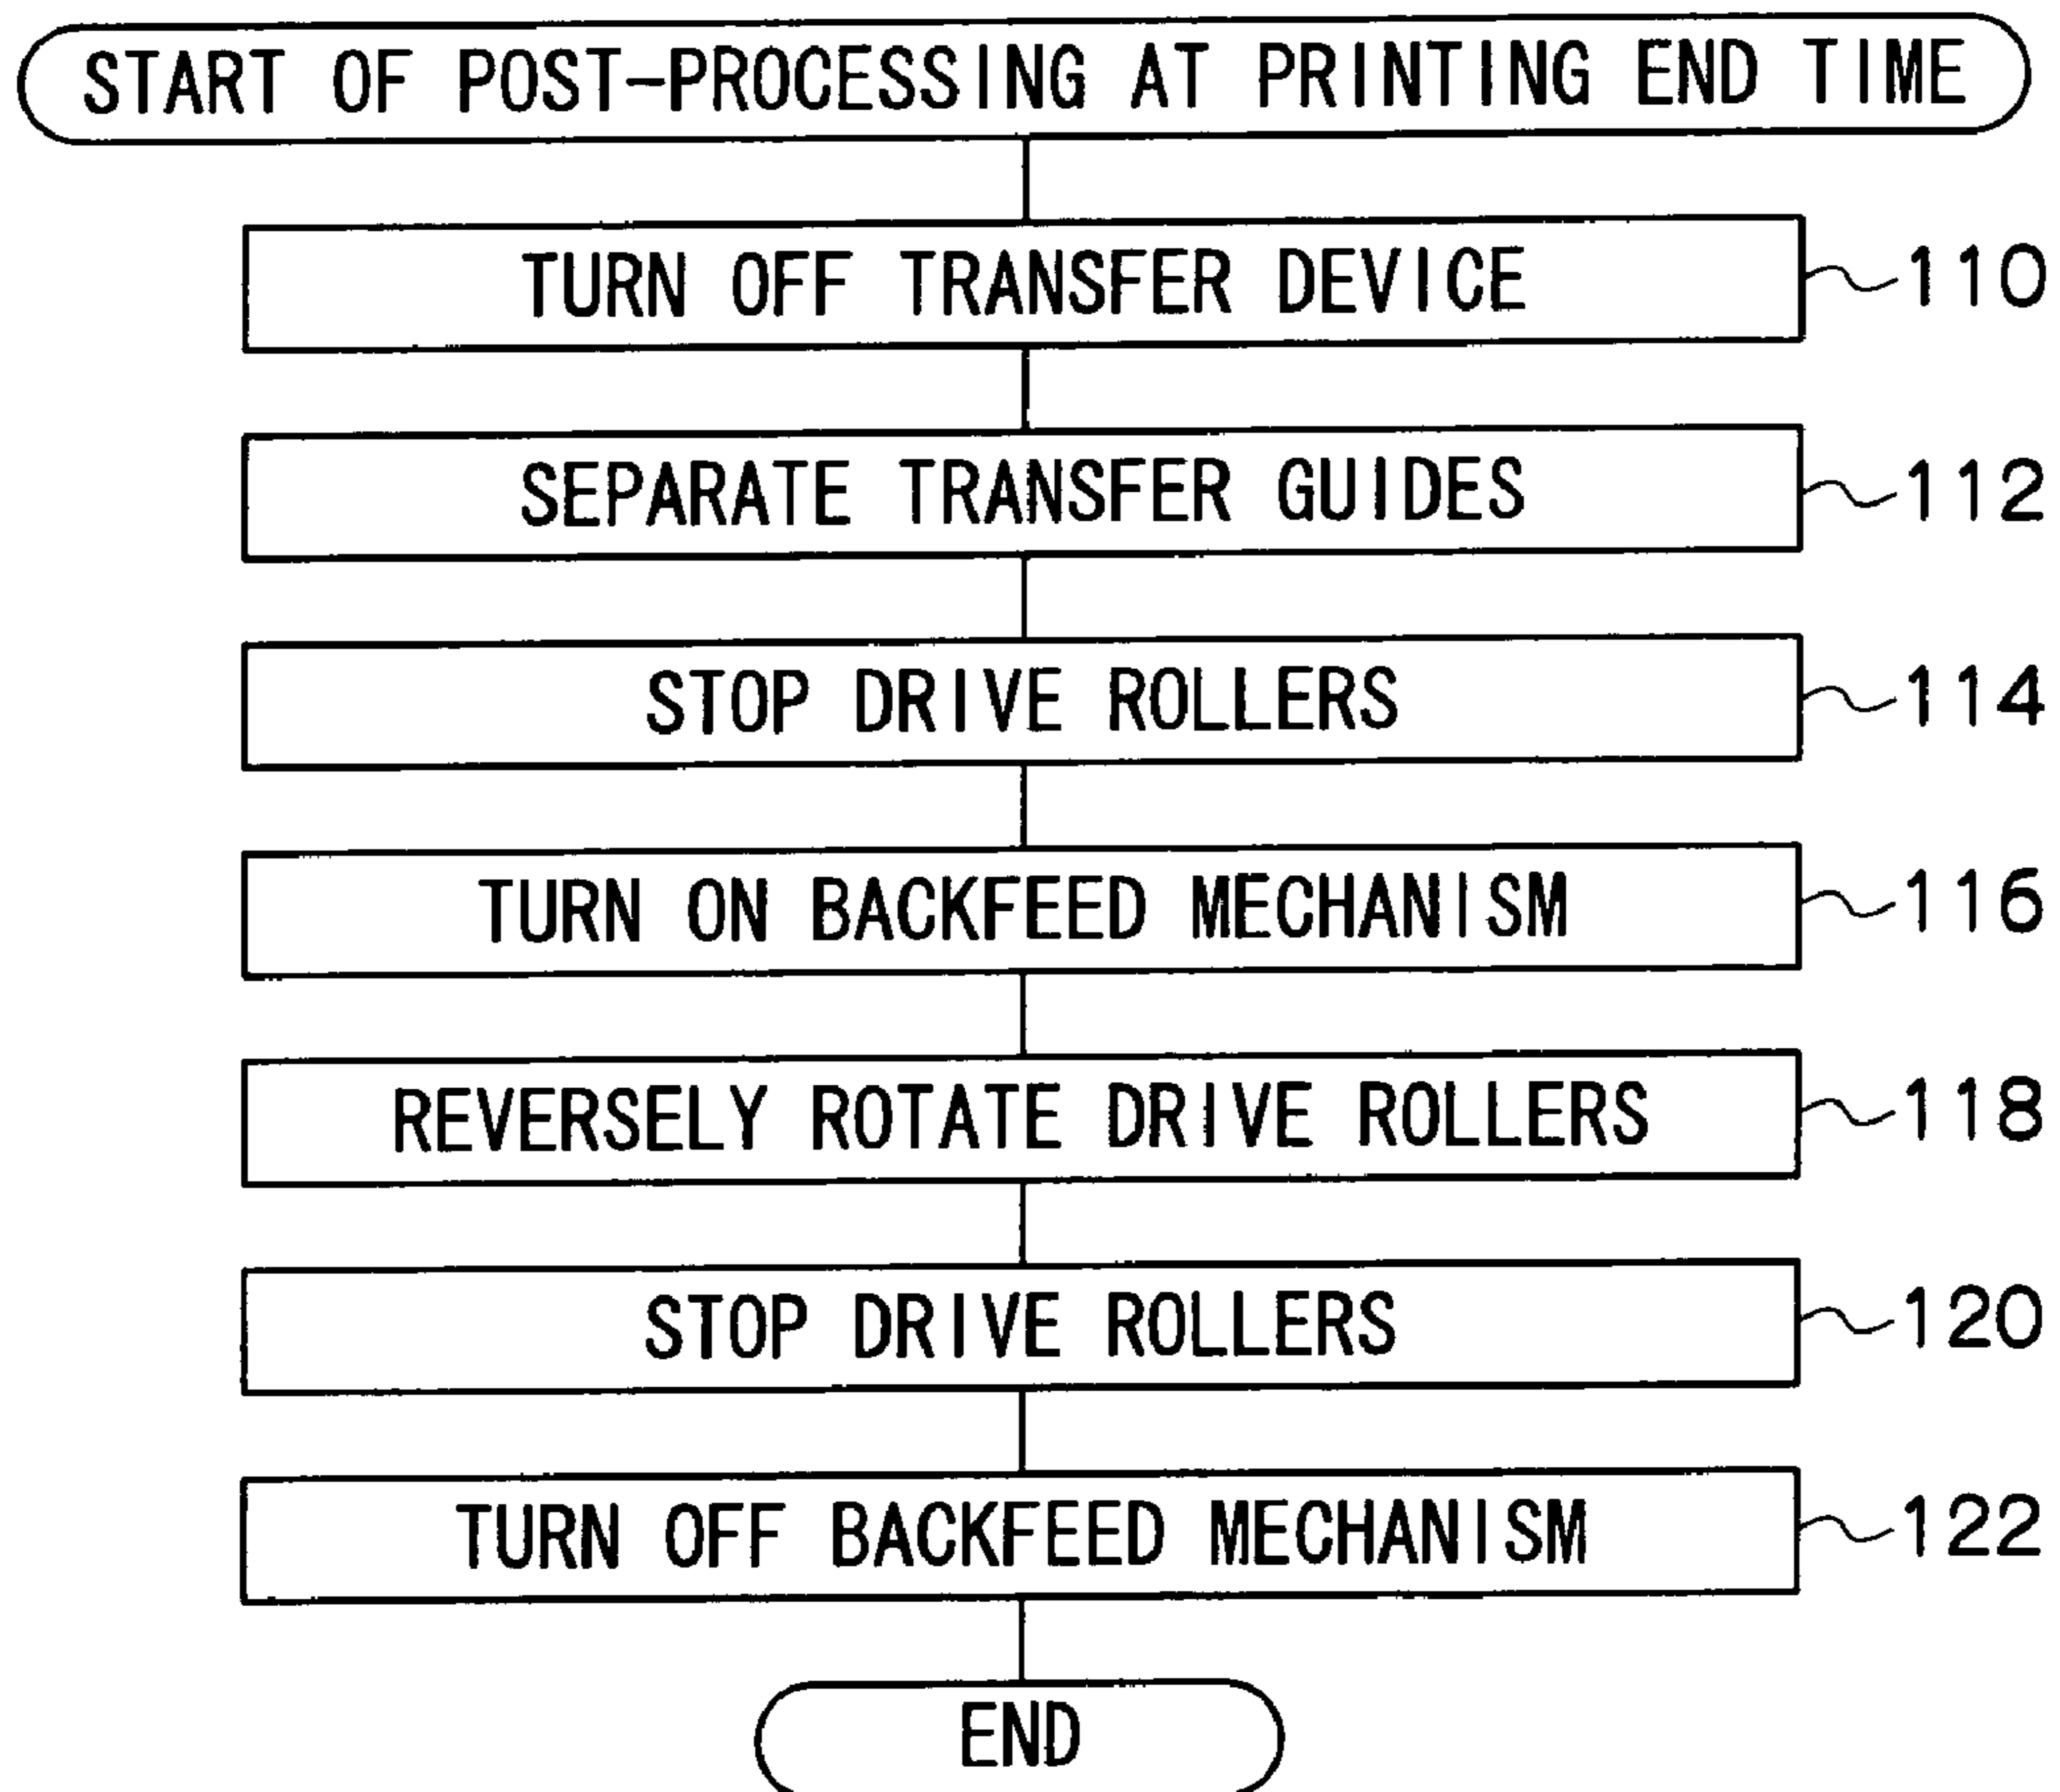 START OF POST-PROCESSING AT PRINTING END TIME
TURN OFF TRANSFER DEVICE 110
SEPARATE TRANSFER GUIDES 112
STOP DRIVE ROLLERS 114
TURN ON BACKFEED MECHANISM 116
REVERSELY ROTATE DRIVE ROLLERS 118
STOP DRIVE ROLLERS 120
TURN OFF BACKFEED MECHANISM 122
END